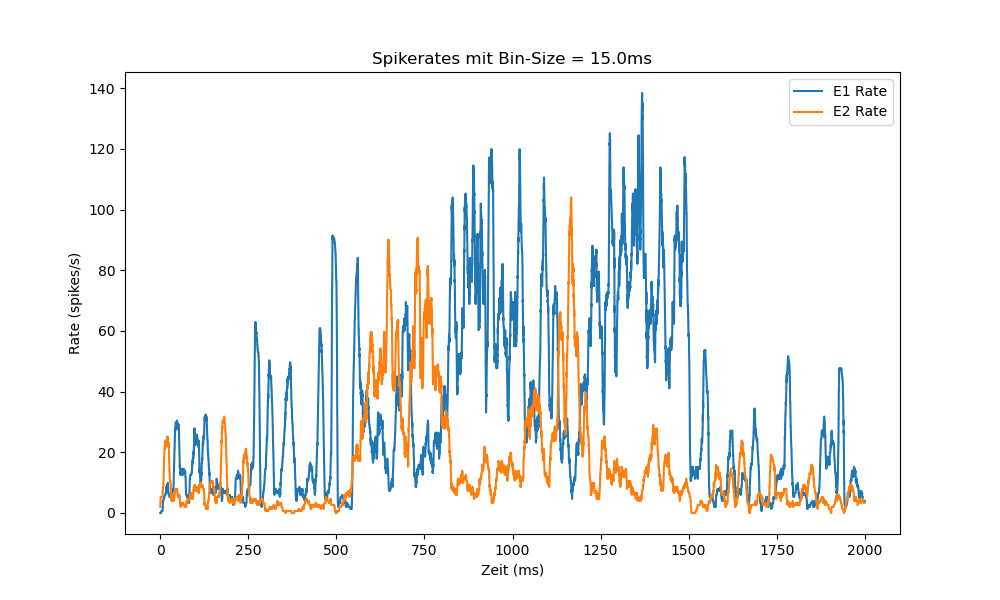 Spikerates mit Bin-Size = 15.0ms
E1 Rate
E2 Rate
140
120
100
80
60
40
20
0
Rate (spikes/s)
0 250 500 750 1000 1250 1500 1750 2000
Zeit (ms)